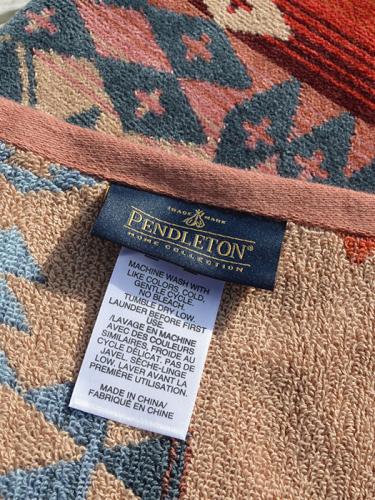 TRADE MARK
PENDLETON®
HOME COLLECTION
MACHINE WASH WITH
LIKE COLORS, COLD,
GENTLE CYCLE.
NO BLEACH.
TUMBLE DRY LOW.
LAUNDER BEFORE FIRST
USE.
/LAVAGE EN MACHINE
AVEC DES COULEURS
SIMILAIRES, FROIDE AU
CYCLE DÉLICAT. PAS DE
JAVEL. SÈCHE-LINGE
LOW. LAVER AVANT LA
PREMIÈRE UTILISATION.
MADE IN CHINA/
FABRIQUÉ EN CHINE